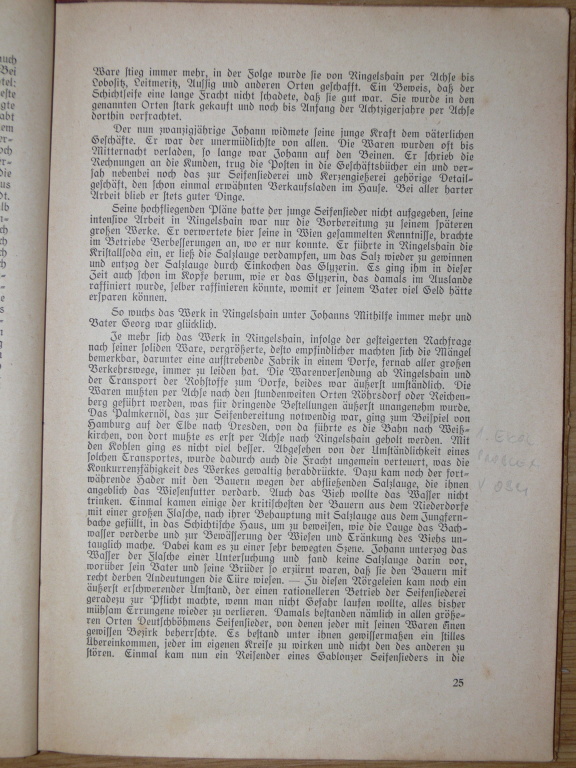 Ware stieg immer mehr, in der Folge wurde sie von Ringelshain per Achse bis
Lobositz, Leitmeritz, Aussig und anderen Orten geschafft. Ein Beweis, daß der
Schichtseife eine lange Fracht nicht schadete, daß sie gut war. Sie wurde in den
genannten Orten stark gekauft und noch bis Anfang der Achtzigerjahre per Achse
dorthin verfrachtet.
Der nun zwanzigjährige Johann widmete seine junge Kraft dem väterlichen
Geschäfte. Er war der unermüdlichste von allen. Die Waren wurden oft bis
Mitternacht verladen, so lange war Johann auf den Beinen. Er schrieb die
Rechnungen an die Kunden, trug die Posten in die Geschäftsbücher ein und ver-
sah nebenbei noch das zur Seifensiederei und Kerzengießerei gehörige Detail-
geschäft, den schon einmal erwähnten Verkaufsladen im Hause. Bei aller harter
Arbeit blieb er stets guter Dinge.
Seine hochfliegenden Pläne hatte der junge Seifensieder nicht aufgegeben, seine
intensive Arbeit in Ringelshain war nur die Vorbereitung zu seinem späteren
großen Werke. Er verwertete hier seine in Wien gesammelten Kenntnisse, brachte
im Betriebe Verbesserungen an, wo er nur konnte. Er führte in Ringelshain die
Kristallsoda ein, er ließ die Salzlauge verdampfen, um das Salz wieder zu gewinnen
und entzog der Salzlauge durch Einkochen das Glyzerin. Es ging ihm in dieser
Zeit auch schon im Kopfe herum, wie er das Glyzerin, das damals im Auslande
raffiniert wurde, selber raffinieren könnte, womit er seinem Vater viel Geld hätte
ersparen können.
So wuchs das Werk in Ringelshain unter Johanns Mithilfe immer mehr und
Vater Georg war glücklich.
Je mehr sich das Werk in Ringelshain, infolge der gesteigerten Nachfrage
nach seiner soliden Ware, vergrößerte, desto empfindlicher machten sich die Mängel
bemerkbar, darunter eine aufstrebende Fabrik in einem Dorfe, fernab aller großen
Verkehrswege, immer zu leiden hat. Die Warenversendung ab Ringelshain und
der Transport der Rohstoffe zum Dorfe, beides war äußerst umständlich. Die
Waren mußten per Achse nach den stundenweiten Orten Röhrsdorf oder Reichen-
berg geführt werden, was für dringende Bestellungen äußerst unangenehm wurde.
Das Palmkernöl, das zur Seifenbereitung notwendig war, ging zum Beispiel von
Hamburg auf der Elbe nach Dresden, von da führte es die Bahn nach Weiß-
kirchen, von dort mußte es erst per Achse nach Ringelshain geholt werden. Mit
den Kohlen ging es nicht viel besser. Abgesehen von der Umständlichkeit eines
solchen Transportes, wurde dadurch auch die Fracht ungemein verteuert, was die
Konkurrenzfähigkeit des Werkes gewaltig herabdrückte. Dazu kam noch der fort-
währende Hader mit den Bauern wegen der abfließenden Salzlauge, die ihnen
angeblich das Wiesenfutter verdarb. Auch das Vieh wollte das Wasser nicht
trinken. Einmal kamen einige der kritischesten der Bauern aus dem Niederdorfe
mit einer großen Flasche, nach ihrer Behauptung mit Salzlauge aus dem Jungfern-
bache gefüllt, in das Schichtische Haus, um zu beweisen, wie die Lauge das Bach-
wasser verderbe und zur Bewässerung der Wiesen und Tränkung des Viehs un-
tauglich mache. Dabei kam es zu einer sehr bewegten Szene. Johann unterzog das
Wasser der Flasche einer Untersuchung und fand keine Salzlauge darin vor,
worüber sein Vater und seine Brüder so erzürnt waren, daß sie den Bauern mit
recht derben Andeutungen die Türe wiesen. — Zu diesen Nörgeleien kam noch ein
äußerst erschwerender Umstand, der einen rationelleren Betrieb der Seifensiederei
geradezu zur Pflicht machte, wenn man nicht Gefahr laufen wollte, alles bisher
mühsam Errungene wieder zu verlieren. Damals bestanden nämlich in allen größe-
ren Orten Deutschböhmens Seifensieder, von denen jeder mit seinen Waren einen
gewissen Bezirk beherrschte. Es bestand unter ihnen gewissermaßen ein stilles
Übereinkommen, jeder im eigenen Kreise zu wirken und nicht den des anderen zu
stören. Einmal kam nun ein Reisender eines Gablonzer Seifensieders in die
25